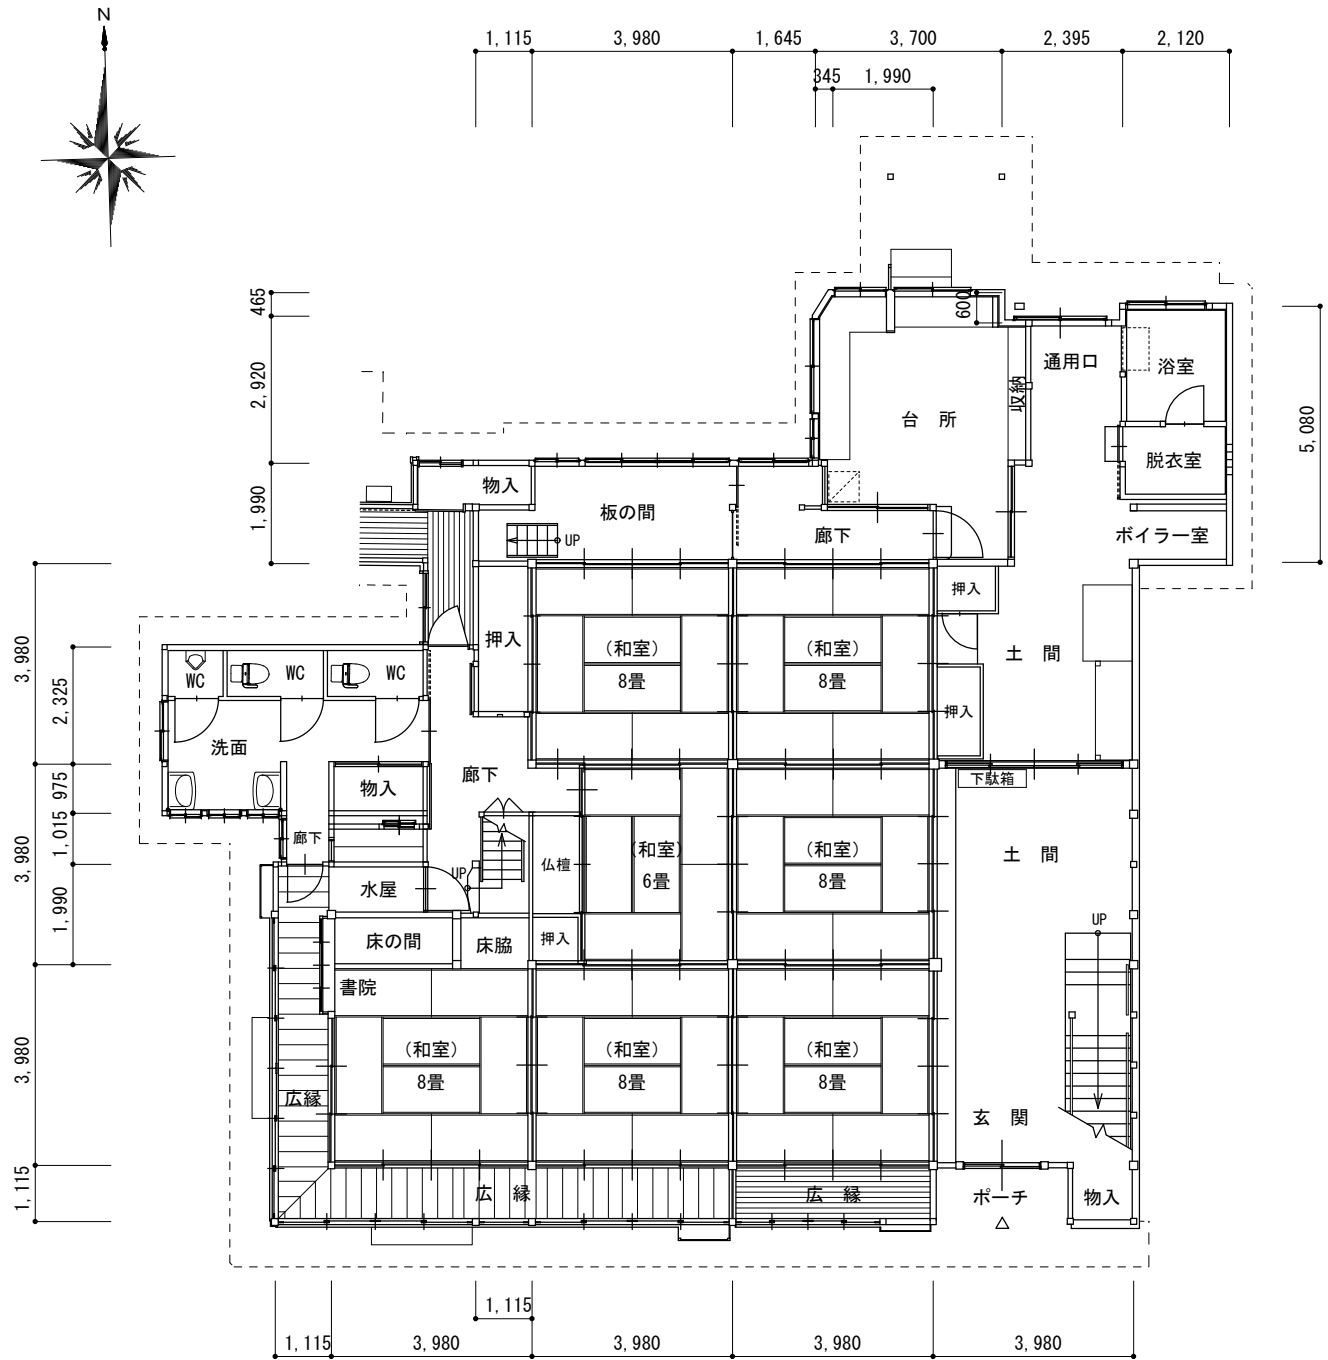 N
1,115 3,980 1,645 3,700 2,395 2,120
345 1,990
465
600
2,920
通用口
浴室
収納
台　所
5,080
脱衣室
物入
1,990
板の間
UP
廊下
ボイラー室
押入
3,980
押入
(和室)
8畳
(和室)
8畳
土　間
2,325
WC
WC
WC
押入
洗面
975
物入
廊下
下駄箱
3,980
1,015
廊下
仏壇
(和室)
6畳
(和室)
8畳
土　間
UP
1,990
水屋
UP
床の間
床脇
押入
書院
3,980
(和室)
8畳
(和室)
8畳
(和室)
8畳
広縁
玄　関
1,115
広　縁
広　縁
ポーチ
物入
1,115
1,115 3,980 3,980 3,980 3,980